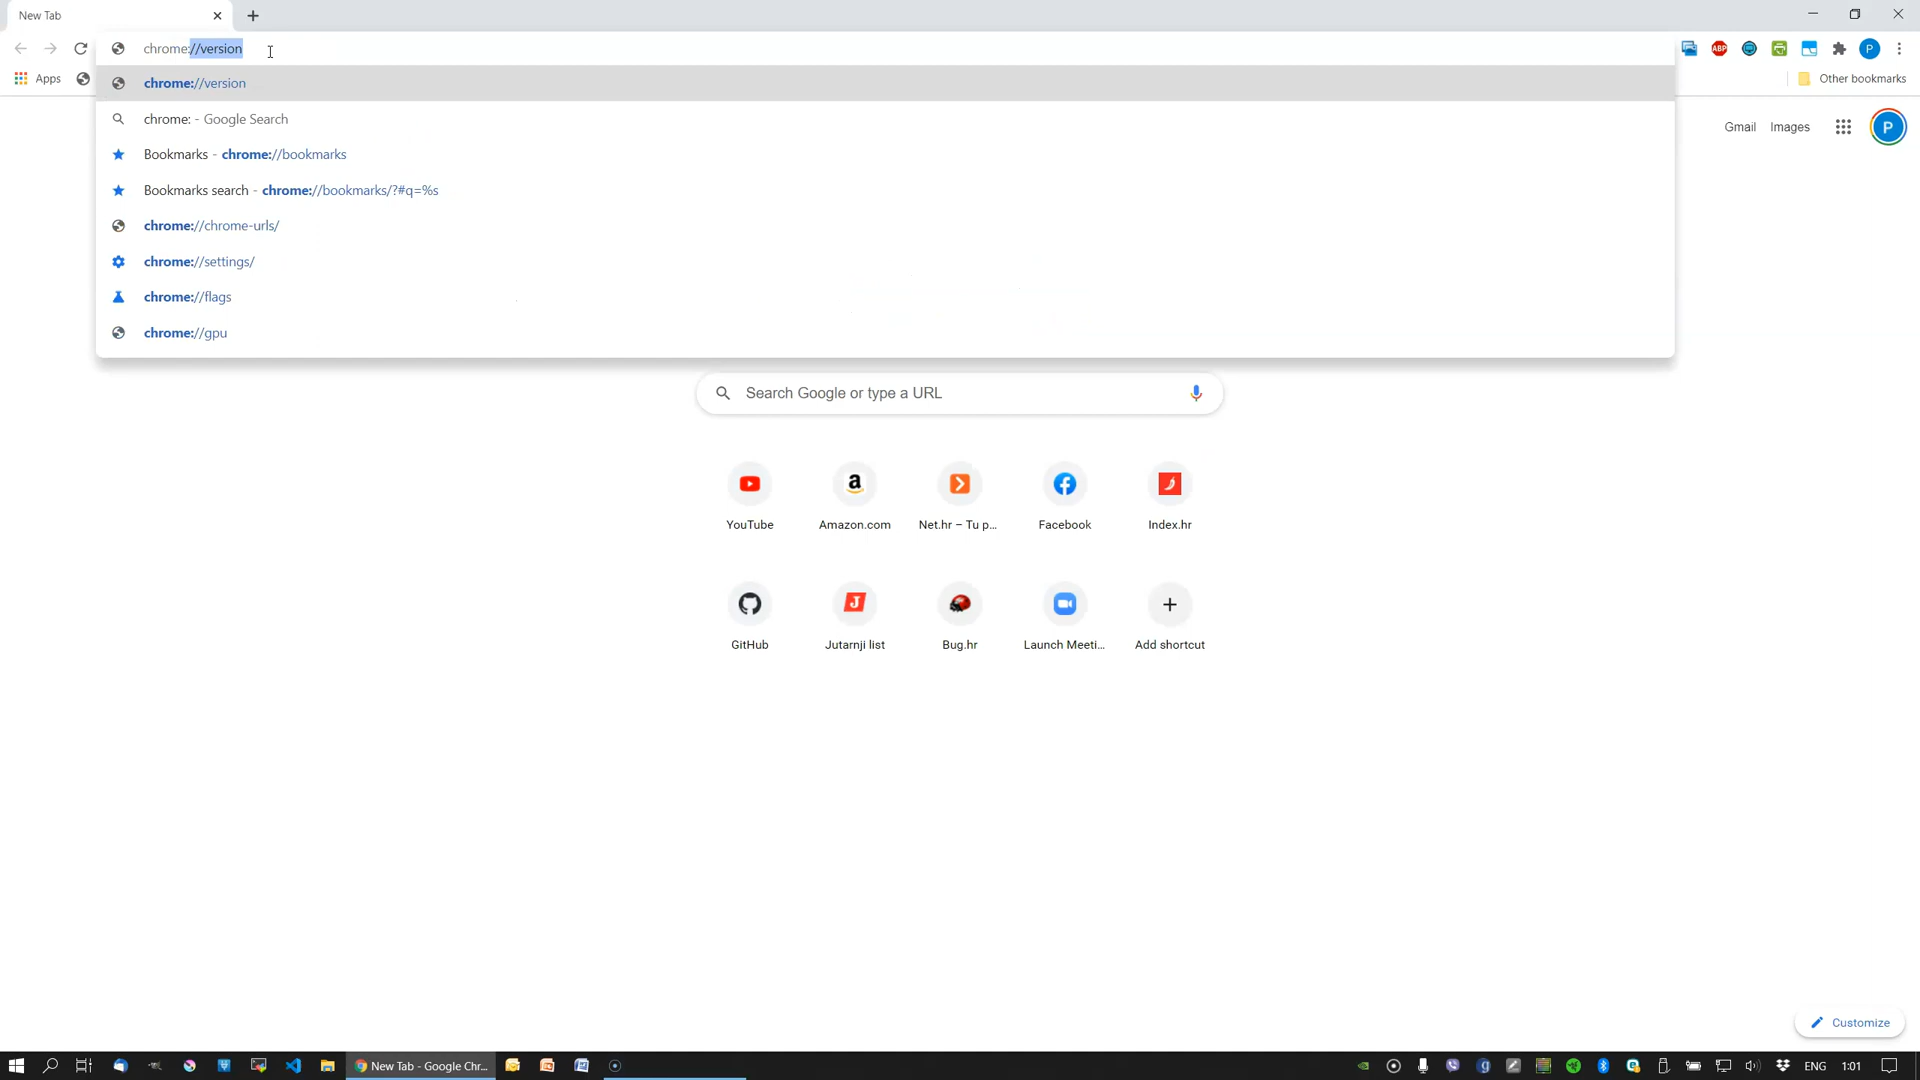 New Tab
chrome://version
Apps
Other bookmarks
chrome://version
chrome: - Google Search
Bookmarks - chrome://bookmarks
Bookmarks search - chrome://bookmarks/?#q=%s
chrome://chrome-urls/
chrome://settings/
chrome://flags
chrome://gpu
ABP
P
Gmail Images
P
Search Google or type a URL
YouTube Amazon.com Net.hr – Tu p... Facebook Index.hr
GitHub Jutarnji list Bug.hr Launch Meeti... Add shortcut
Customize
New Tab - Google Chr...
ENG 1:01